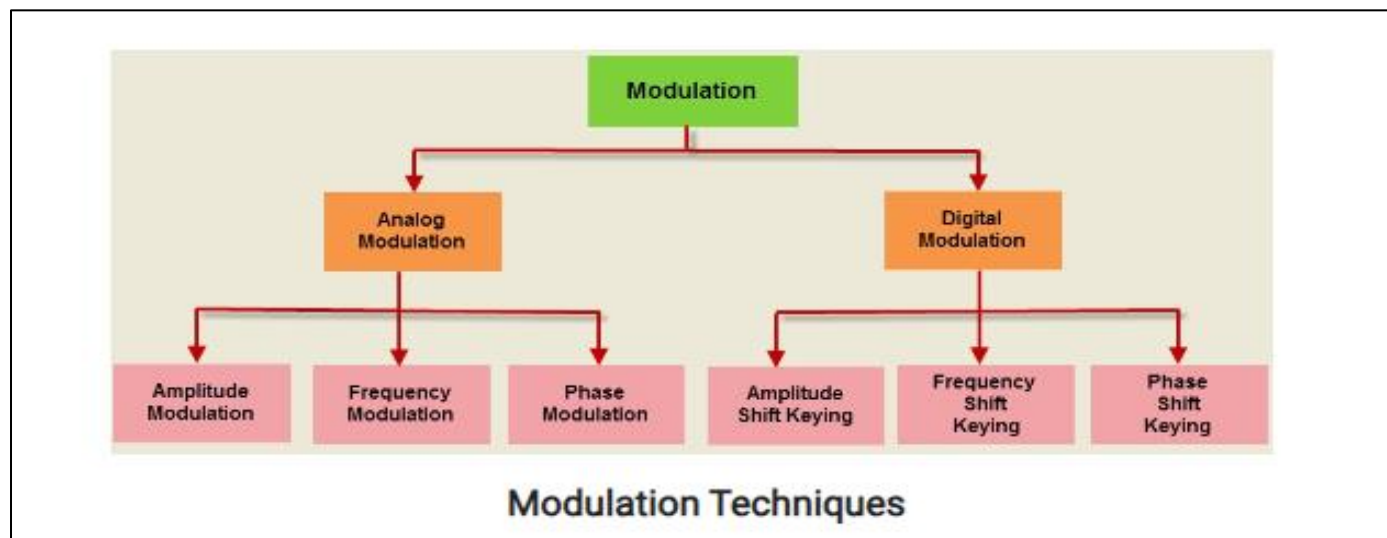 Modulation
Analog
Modulation
Digital
Modulation
Amplitude
Modulation
Frequency
Modulation
Phase
Modulation
Amplitude
Shift Keying
Frequency
Shift
Keying
Phase
Shift
Keying
Modulation Techniques